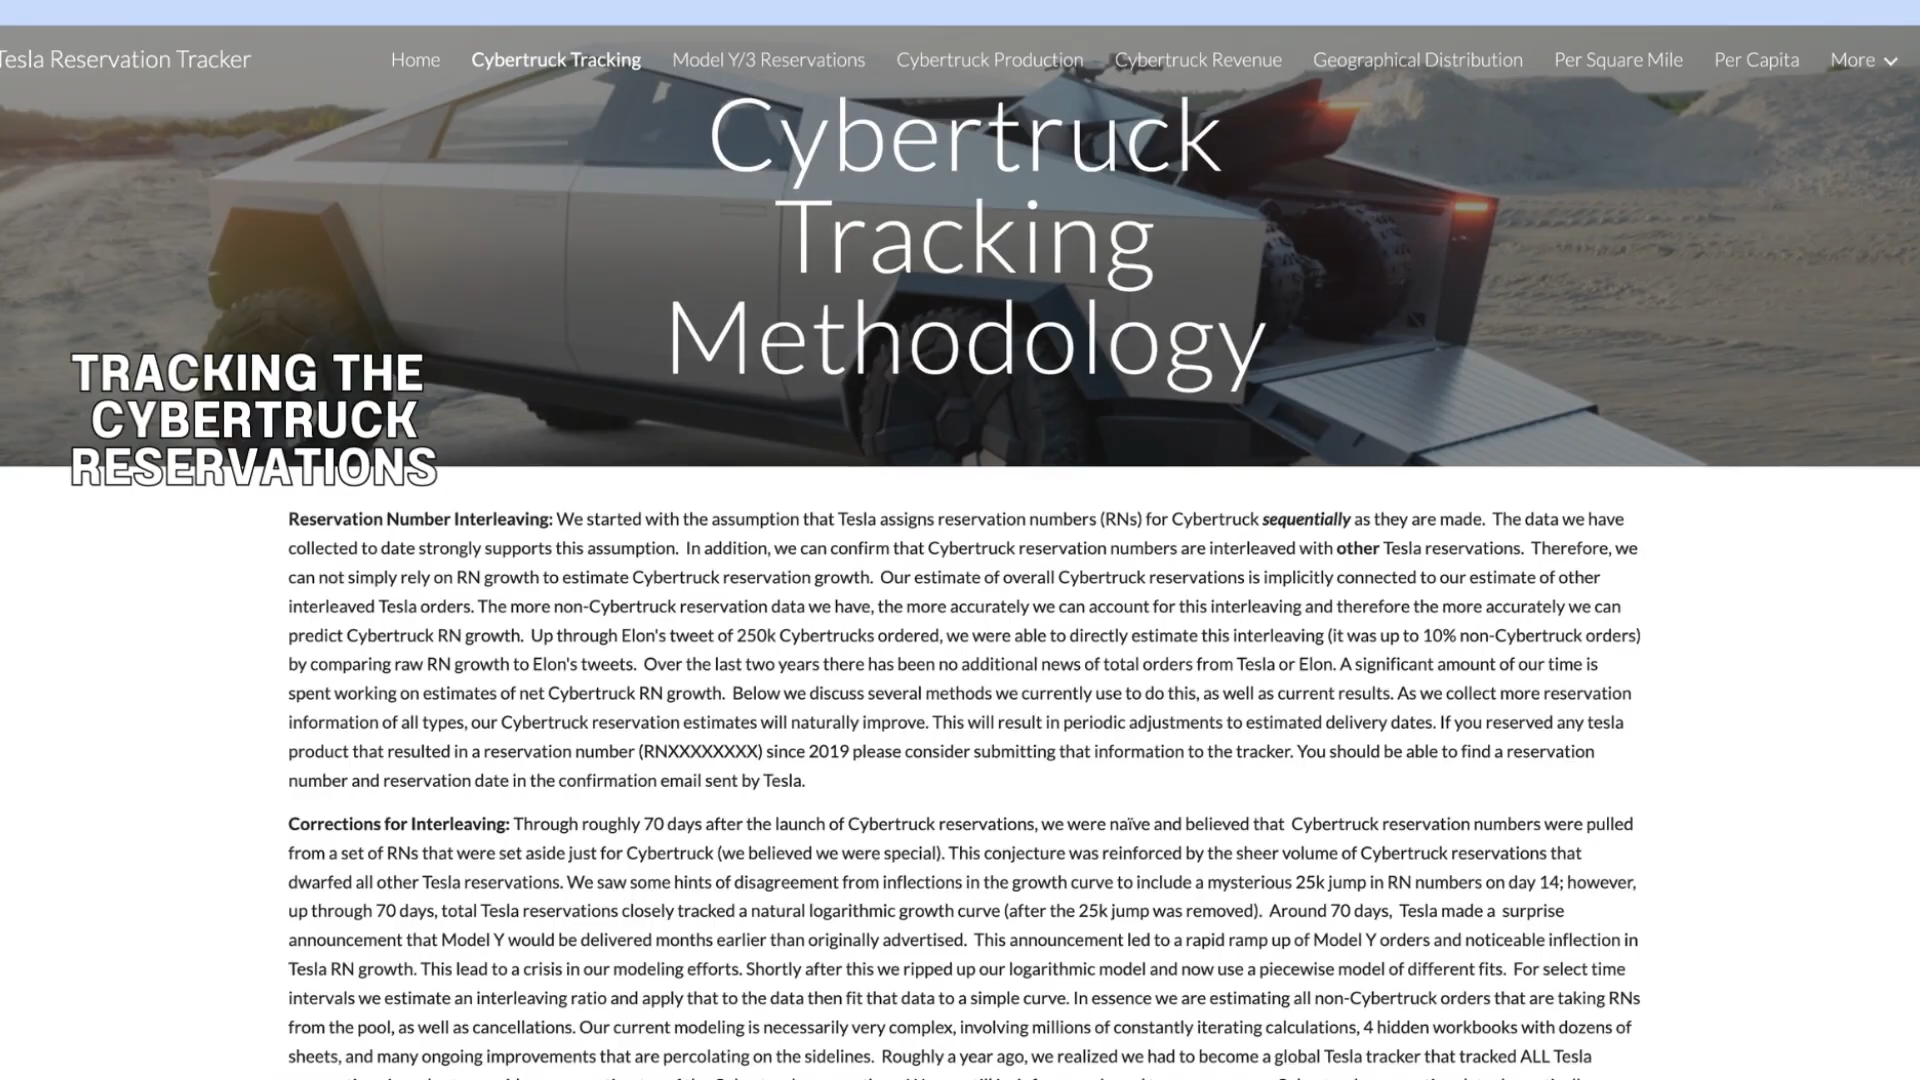 Tesla Reservation Tracker
Home Cybertruck Tracking Model Y/3 Reservations Cybertruck Production Cybertruck Revenue Geographical Distribution Per Square Mile Per Capita More
Cybertruck
Tracking
Methodology
TRACKING THE
CYBERTRUCK
RESERVATIONS
Reservation Number Interleaving: We started with the assumption that Tesla assigns reservation numbers (RNs) for Cybertruck sequentially as they are made. The data we have
collected to date strongly supports this assumption. In addition, we can confirm that Cybertruck reservation numbers are interleaved with other Tesla reservations. Therefore, we
can not simply rely on RN growth to estimate Cybertruck reservation growth. Our estimate of overall Cybertruck reservations is implicitly connected to our estimate of other
interleaved Tesla orders. The more non-Cybertruck reservation data we have, the more accurately we can account for this interleaving and therefore the more accurately we can
predict Cybertruck RN growth. Up through Elon's tweet of 250k Cybertrucks ordered, we were able to directly estimate this interleaving (it was up to 10% non-Cybertruck orders)
by comparing raw RN growth to Elon's tweets. Over the last two years there has been no additional news of total orders from Tesla or Elon. A significant amount of our time is
spent working on estimates of net Cybertruck RN growth. Below we discuss several methods we currently use to do this, as well as current results. As we collect more reservation
information of all types, our Cybertruck reservation estimates will naturally improve. This will result in periodic adjustments to estimated delivery dates. If you reserved any tesla
product that resulted in a reservation number (RNXXXXXXXX) since 2019 please consider submitting that information to the tracker. You should be able to find a reservation
number and reservation date in the confirmation email sent by Tesla.
Corrections for Interleaving: Through roughly 70 days after the launch of Cybertruck reservations, we were naïve and believed that Cybertruck reservation numbers were pulled
from a set of RNs that were set aside just for Cybertruck (we believed we were special). This conjecture was reinforced by the sheer volume of Cybertruck reservations that
dwarfed all other Tesla reservations. We saw some hints of disagreement from inflections in the growth curve to include a mysterious 25k jump in RN numbers on day 14; however,
up through 70 days, total Tesla reservations closely tracked a natural logarithmic growth curve (after the 25k jump was removed). Around 70 days, Tesla made a surprise
announcement that Model Y would be delivered months earlier than originally advertised. This announcement led to a rapid ramp up of Model Y orders and noticeable inflection in
Tesla RN growth. This lead to a crisis in our modeling efforts. Shortly after this we ripped up our logarithmic model and now use a piecewise model of different fits. For select time
intervals we estimate an interleaving ratio and apply that to the data then fit that data to a simple curve. In essence we are estimating all non-Cybertruck orders that are taking RNs
from the pool, as well as cancellations. Our current modeling is necessarily very complex, involving millions of constantly iterating calculations, 4 hidden workbooks with dozens of
sheets, and many ongoing improvements that are percolating on the sidelines. Roughly a year ago, we realized we had to become a global Tesla tracker that tracked ALL Tesla